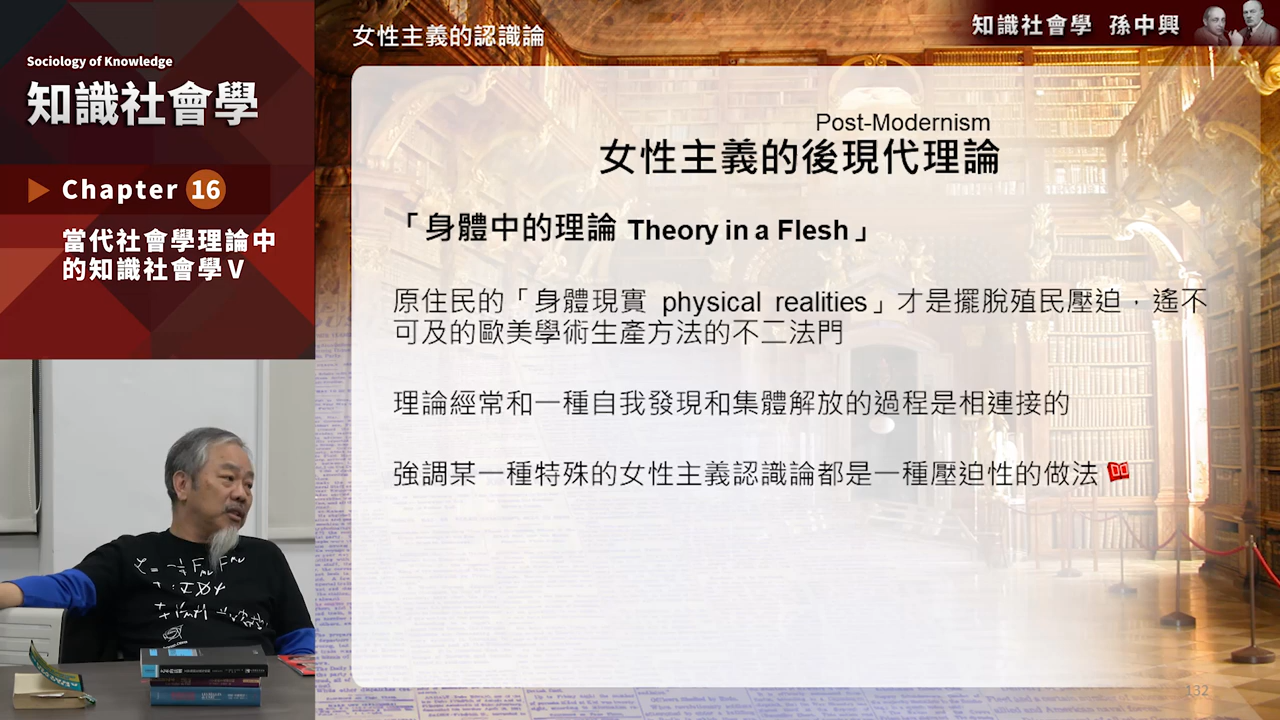 Sociology of Knowledge
知識社會學
Chapter 16
當代社會學理論中
的知識社會學 V
女性主義的認識論
知識社會學 孫中興
Post-Modernism
女性主義的後現代理論
「身體中的理論 Theory in a Flesh」
原住民的「身體現實 physical realities」才是擺脫殖民壓迫，遙不
可及的歐美學術生產方法的不二法門
理論經常和一種自我發現和集體解放的過程是相連接的
強調某一種特殊的女性主義認識論都是一種壓迫性的做法
132